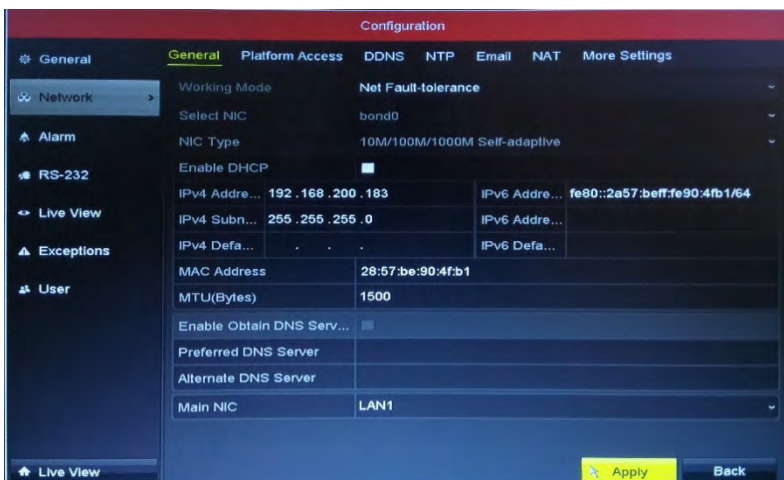 Configuration
General
Network
Alarm
RS-232
Live View
Exceptions
User
Live View
General Platform Access DDNS NTP Email NAT More Settings
Working Mode Net Fault-tolerance
Select NIC bond0
NIC Type 10M/100M/1000M Self-adaptive
Enable DHCP
IPv4 Addre... 192.168.200.183 IPv6 Addre... fe80::2a57:beff:fe90:4fb1/64
IPv4 Subn... 255.255.255.0 IPv6 Addre...
IPv4 Defa... . . . IPv6 Defa...
MAC Address 28:57:be:90:4f:b1
MTU(Bytes) 1500
Enable Obtain DNS Serv...
Preferred DNS Server
Alternate DNS Server
Main NIC LAN1
Apply Back